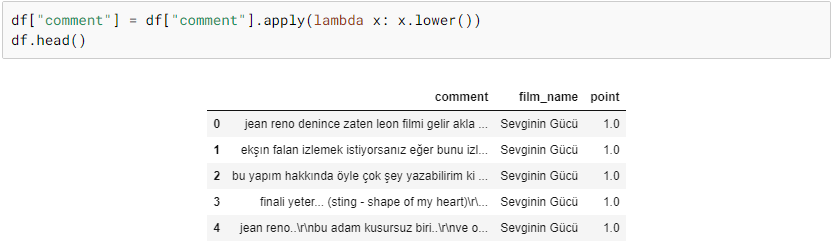 df["comment"] = df["comment"].apply(lambda x: x.lower())
df.head()
comment film_name point
0 jean reno denince zaten leon filmi gelir akla ... Sevginin Gücü 1.0
1 ekşın falan izlemek istiyorsanız eğer bunu izl... Sevginin Gücü 1.0
2 bu yapım hakkında öyle çok şey yazabilirim ki ... Sevginin Gücü 1.0
3 finali yeter... (sting - shape of my heart)\r\... Sevginin Gücü 1.0
4 jean reno..\r\nbu adam kusursuz biri..\r\nve o... Sevginin Gücü 1.0